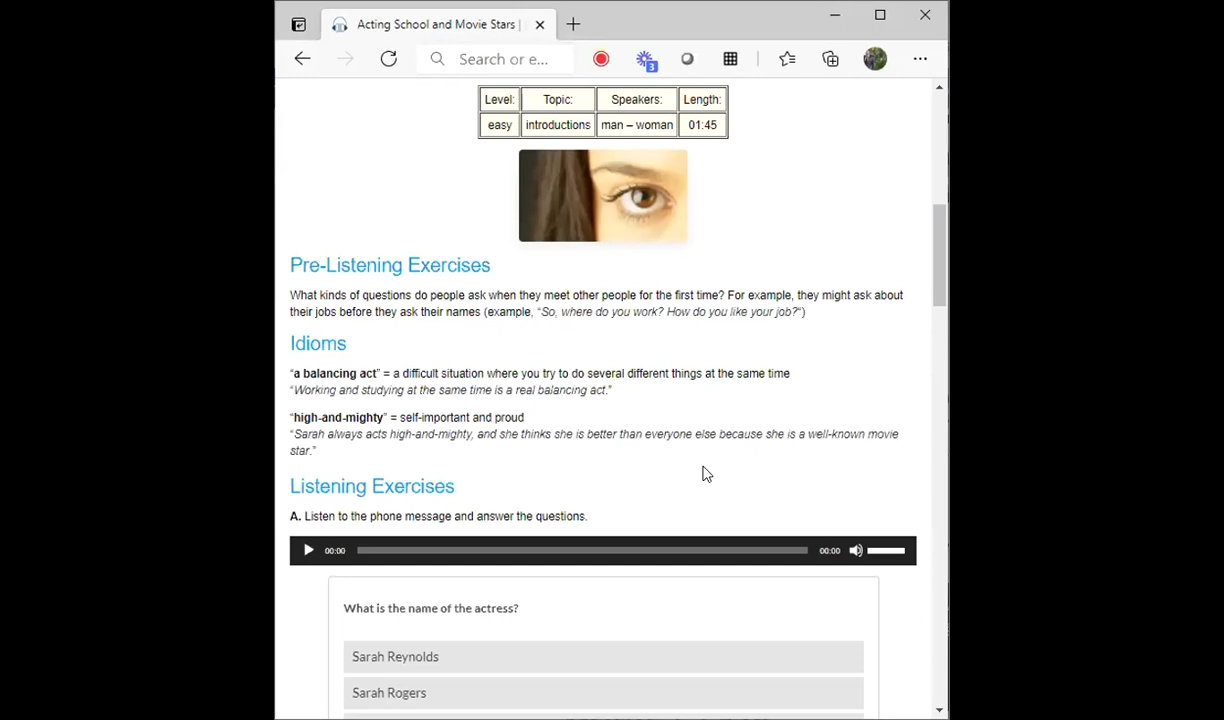 Acting School and Movie Stars |
Search or e...
3
Level: Topic: Speakers: Length:
easy introductions man – woman 01:45
Pre-Listening Exercises
What kinds of questions do people ask when they meet other people for the first time? For example, they might ask about
their jobs before they ask their names (example, “So, where do you work? How do you like your job?“)
Idioms
“a balancing act” = a difficult situation where you try to do several different things at the same time
“Working and studying at the same time is a real balancing act.”
“high-and-mighty” = self-important and proud
“Sarah always acts high-and-mighty, and she thinks she is better than everyone else because she is a well-known movie
star.”
Listening Exercises
A. Listen to the phone message and answer the questions.
00:00 00:00
What is the name of the actress?
Sarah Reynolds
Sarah Rogers